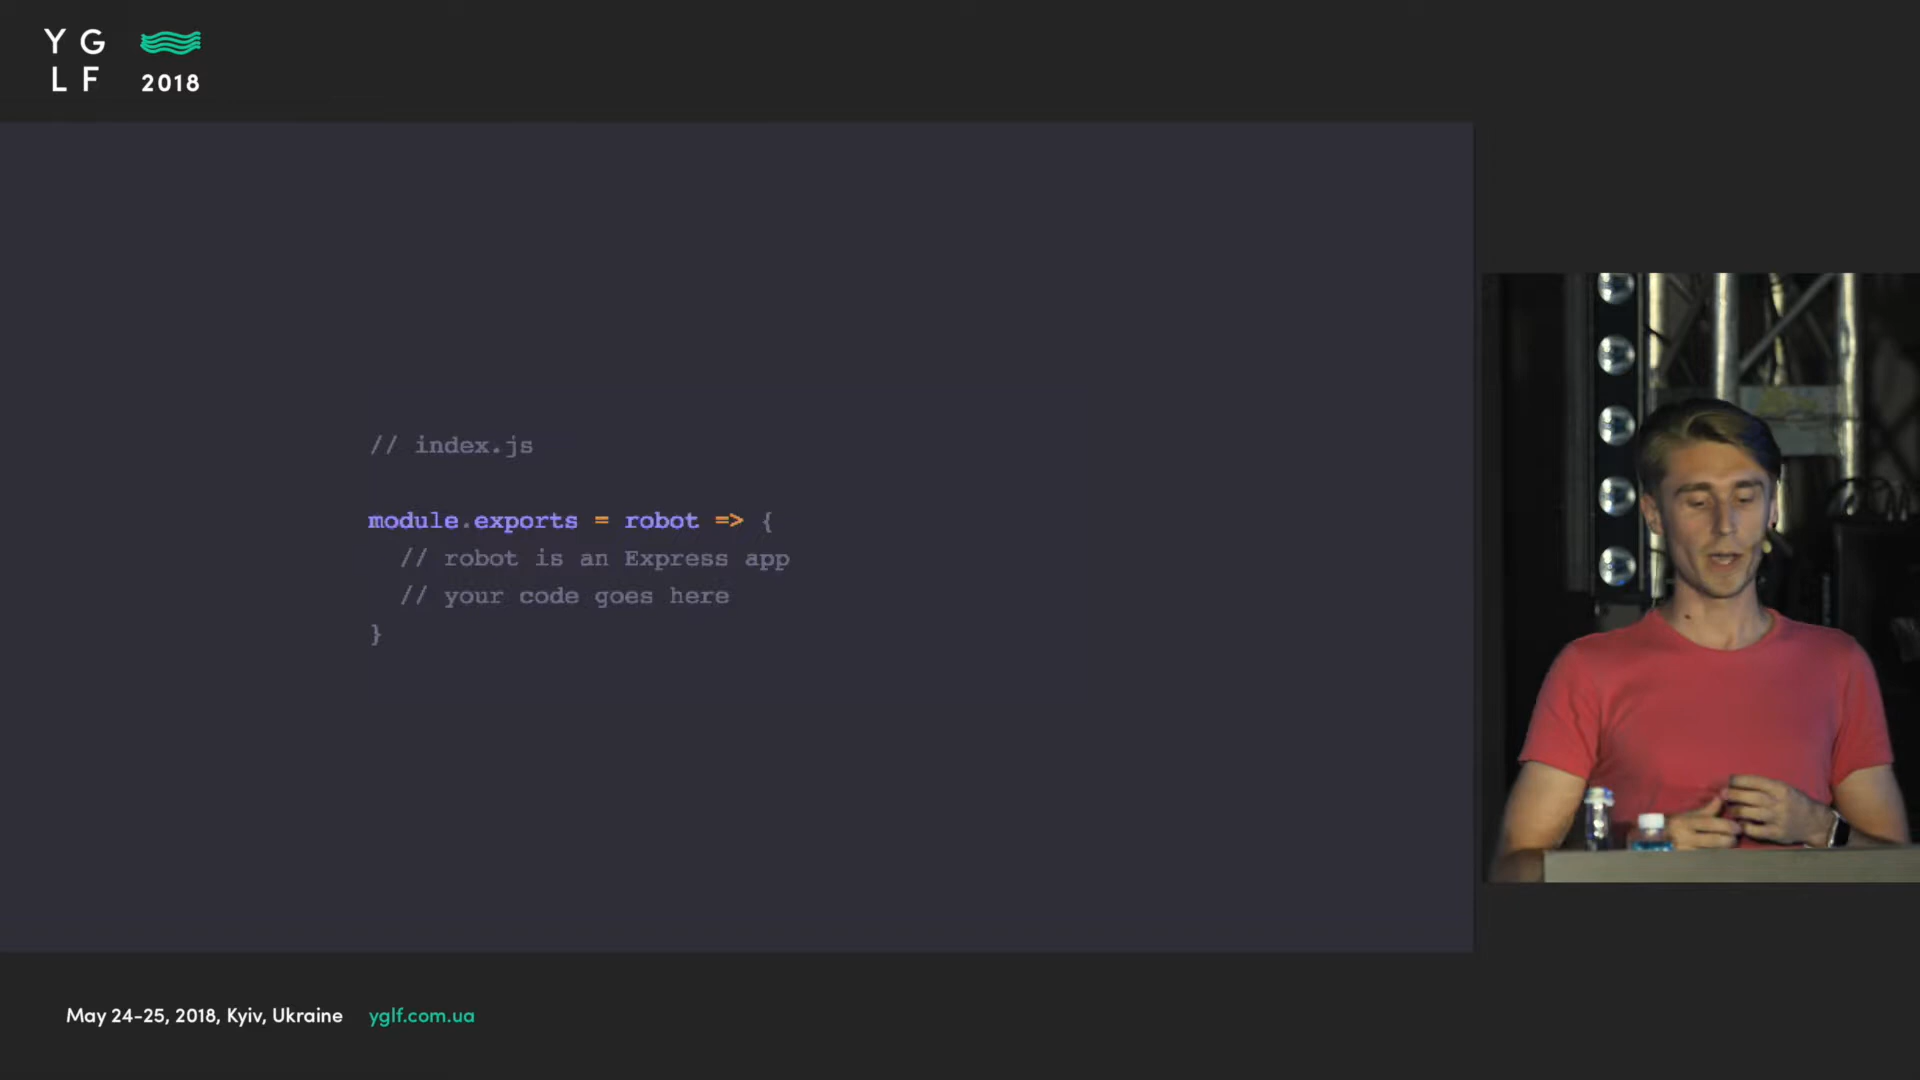 Y G
L F
2018
// index.js
module.exports = robot => {
// robot is an Express app
// your code goes here
}
May 24-25, 2018, Kyiv, Ukraine yglf.com.ua